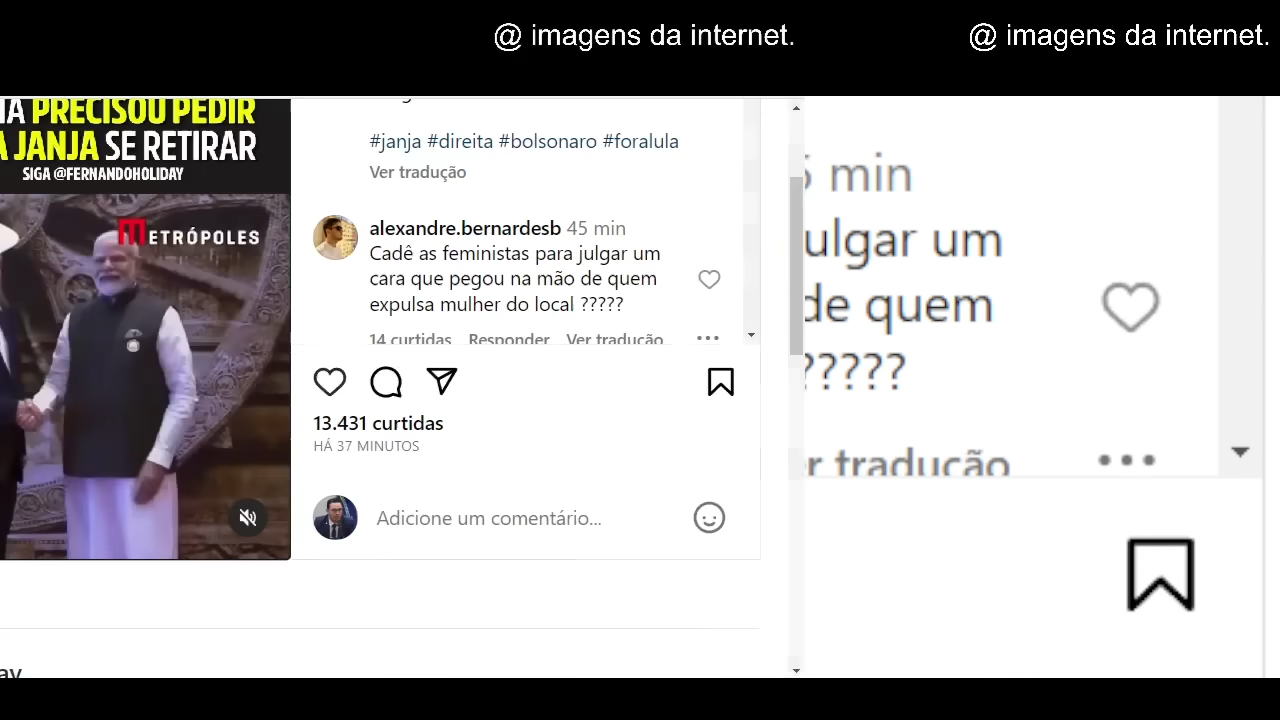 @ imagens da internet.
@ imagens da internet.
PRECISOU PEDIR
A JANJA SE RETIRAR
SIGA @FERNANDOHOLIDAY
METRÓPOLES
#janja #direita #bolsonaro #foralula
Ver tradução
alexandre.bernardesb 45 min
Cadê as feministas para julgar um
cara que pegou na mão de quem
expulsa mulher do local ?????
14 curtidas Responder Ver tradução
13.431 curtidas
HÁ 37 MINUTOS
Adicione um comentário...
min
ulgar um
de quem
?????
r tradução